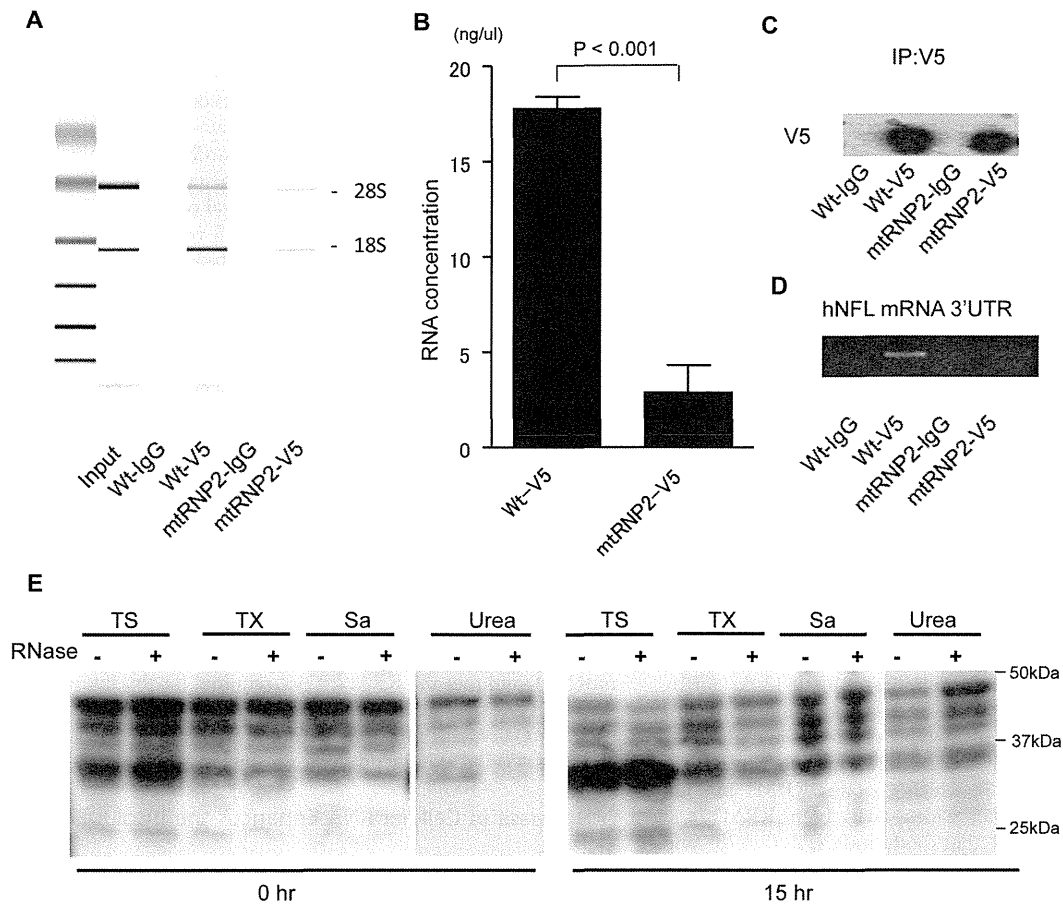 A
- 28S
- 18S
Input
Wt-IgG
Wt-V5
mtRNP2-IgG
mtRNP2-V5
B
(ng/ul)
P < 0.001
20
15
10
5
0
RNA concentration
Wt-V5
mtRNP2-V5
C
IP:V5
V5
Wt-IgG
Wt-V5
mtRNP2-IgG
mtRNP2-V5
D
hNFL mRNA 3'UTR
Wt-IgG
Wt-V5
mtRNP2-IgG
mtRNP2-V5
E
TS TX Sa Urea TS TX Sa Urea
RNase - + - + - + - + - + - + - + - +
50kDa
37kDa
25kDa
0 hr 15 hr